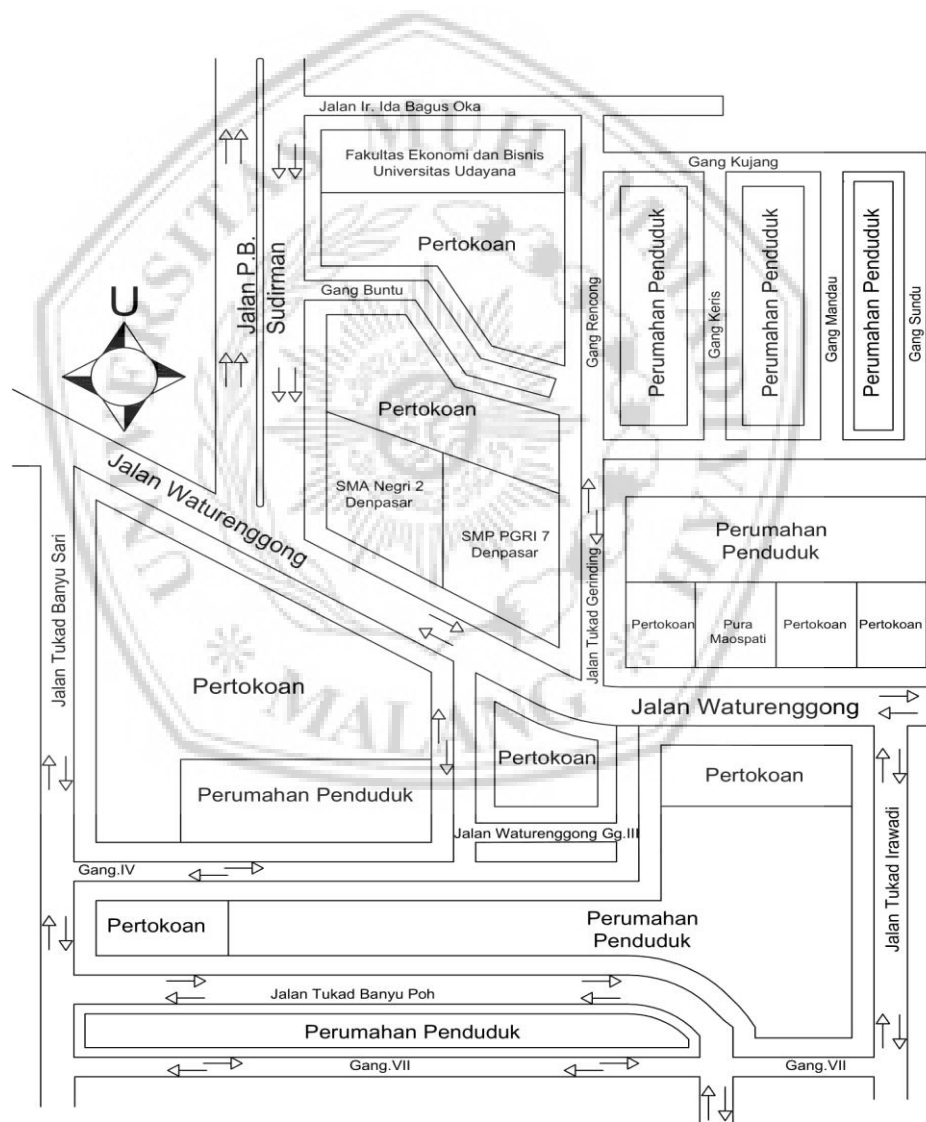 Jalan Ir. Ida Bagus Oka
Fakultas Ekonomi dan Bisnis
Universitas Udayana
Gang Kujang
Pertokoan
Jalan P.B.
Sudirman
Gang Buntu
Gang Rencong
Perumahan Penduduk
Gang Keris
Perumahan Penduduk
Gang Mandau
Perumahan Penduduk
Gang Sundu
U
Pertokoan
Jalan Waturenggong
SMA Negri 2
Denpasar
SMP PGRI 7
Denpasar
Jalan Tukad Gerinding
Perumahan
Penduduk
Pertokoan
Pura
Maospati
Pertokoan
Pertokoan
Jalan Tukad Banyu Sari
Pertokoan
Jalan Waturenggong
Pertokoan
Pertokoan
Perumahan Penduduk
Jalan Waturenggong Gg.III
Gang.IV
Jalan Tukad Irawadi
Pertokoan
Perumahan
Penduduk
Jalan Tukad Banyu Poh
Perumahan Penduduk
Gang.VII
Gang.VII
UNIVERSITAS MUHAMMADIYAH
MALANG